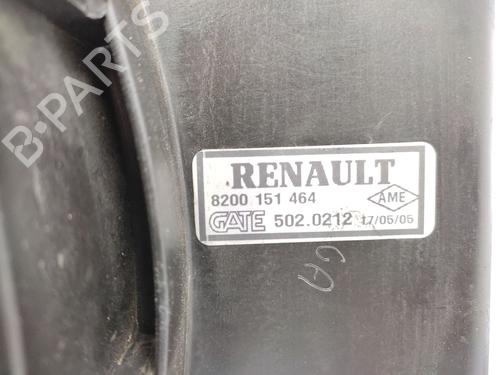 B-PARTS
RENAULT
8200 151 464 AME
GATE 502.0212 17/05/05